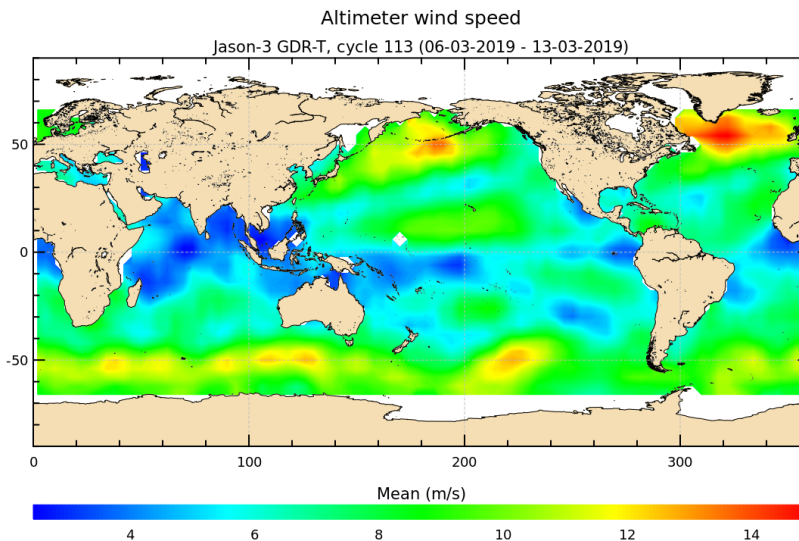 Altimeter wind speed
Jason-3 GDR-T, cycle 113 (06-03-2019 - 13-03-2019)
50
0
-50
0 100 200 300
Mean (m/s)
4 6 8 10 12 14